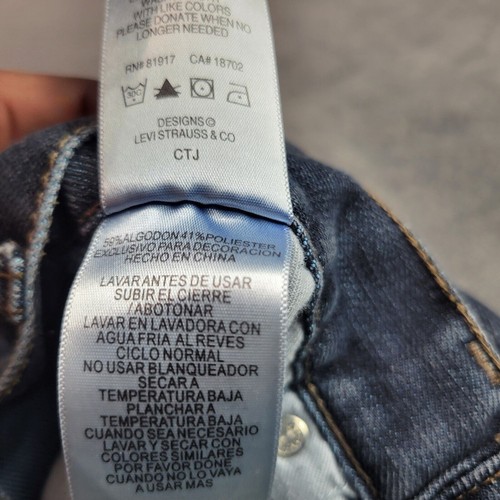 WITH LIKE COLORS
PLEASE DONATE WHEN NO
LONGER NEEDED
RN# 81917 CA# 18702
30C
DESIGNS©
LEVI STRAUSS & CO
CTJ
ALGODON 41%POLIESTER
EXCLUSIVO PARA DECORACION
HECHO EN CHINA
LAVAR ANTES DE USAR
SUBIR EL CIERRE
/ABOTONAR
LAVAR EN LAVADORA CON
AGUA FRIA AL REVES
CICLO NORMAL
NO USAR BLANQUEADOR
SECAR A
TEMPERATURA BAJA
PLANCHAR A
TEMPERATURA BAJA
CUANDO SEA NECESARIO
LAVAR Y SECAR CON
COLORES SIMILARES
POR FAVOR DONE
CUANDO NO LO VAYA
A USAR MAS